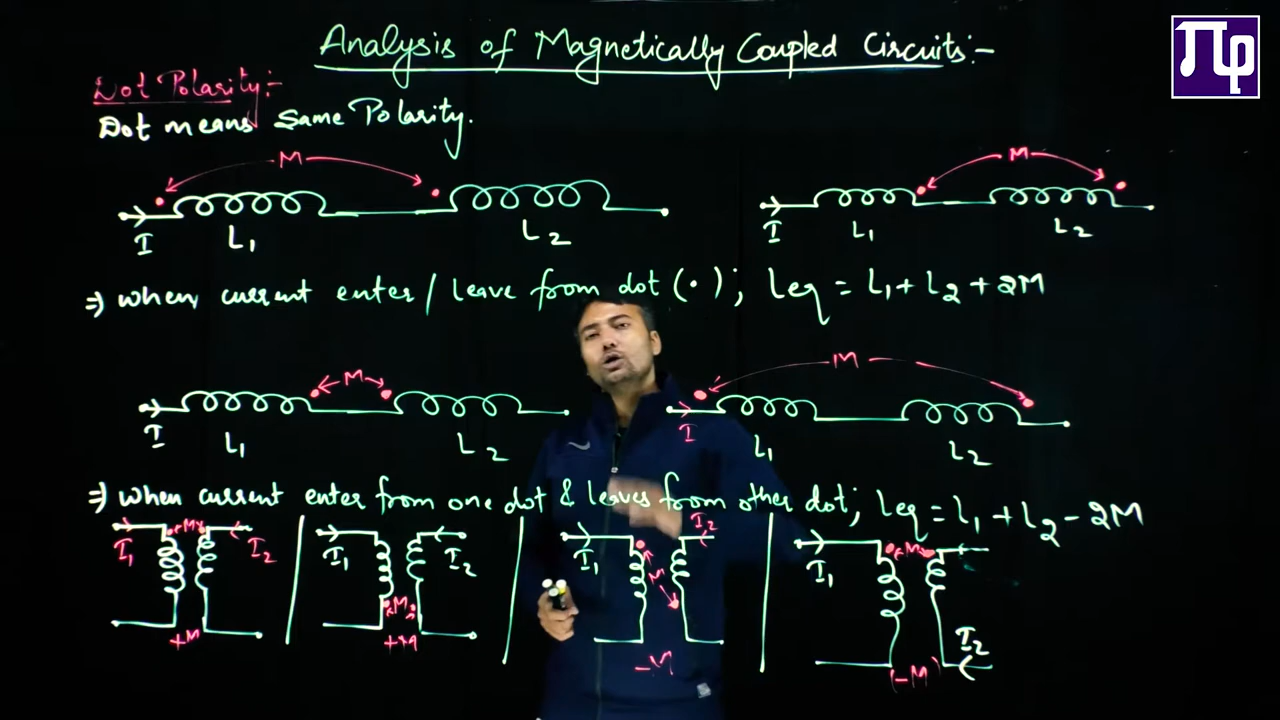 Analysis of Magnetically Coupled Circuits:-
πφ
Dot Polarity:-
Dot means Same Polarity.
M
M
I L1 L2
I L1 L2
=> When current enter / leave from dot (·) ; Leq = L1 + L2 + 2M
M
M
I L1 L2
I L1 L2
=> When current enter from one dot & leaves from other dot; Leq = L1 + L2 - 2M
I1 M I2
+M
I1 I2
M
+M
I1 I2
M
-M
I1 M
I2
(-M)